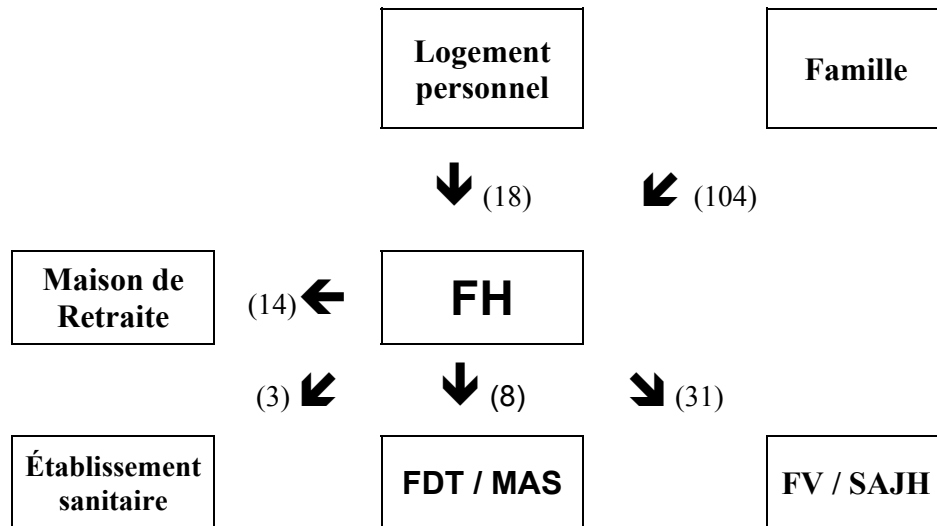 Logement
personnel
Famille
(18)
(104)
Maison de
Retraite
(14)
FH
(3)
(8)
(31)
Établissement
sanitaire
FDT / MAS
FV / SAJH